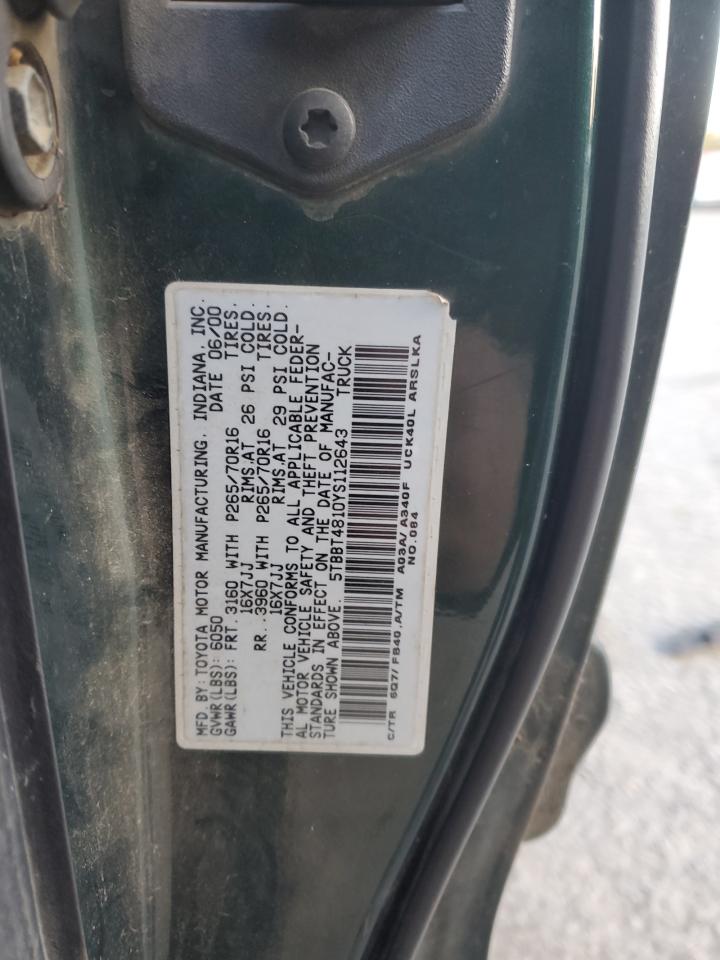 MFD. BY: TOYOTA MOTOR MANUFACTURING, INDIANA, INC.
GVWR(LBS): 6050 DATE 06/00
GAWR(LBS): FRT. 3160 WITH P265/70R16 TIRES.
16X7JJ RIMS.AT 26 PSI COLD.
RR. .3960 WITH P265/70R16 TIRES.
16X7JJ RIMS.AT 29 PSI COLD.
THIS VEHICLE CONFORMS TO ALL APPLICABLE FEDER-
AL MOTOR VEHICLE SAFETY AND THEFT PREVENTION
STANDARDS IN EFFECT ON THE DATE OF MANUFAC-
TURE SHOWN ABOVE. 5TBBT4810YS112643 TRUCK
C/TR 6Q7/ FB40 ,A/TM A03A/ A340F UCK40L ARSLKA
NO.084